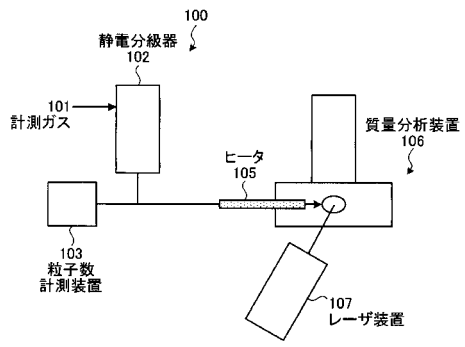 100
静電分級器
102
101
計測ガス
質量分析装置
106
ヒータ
105
103
粒子数
計測装置
107
レーザ装置